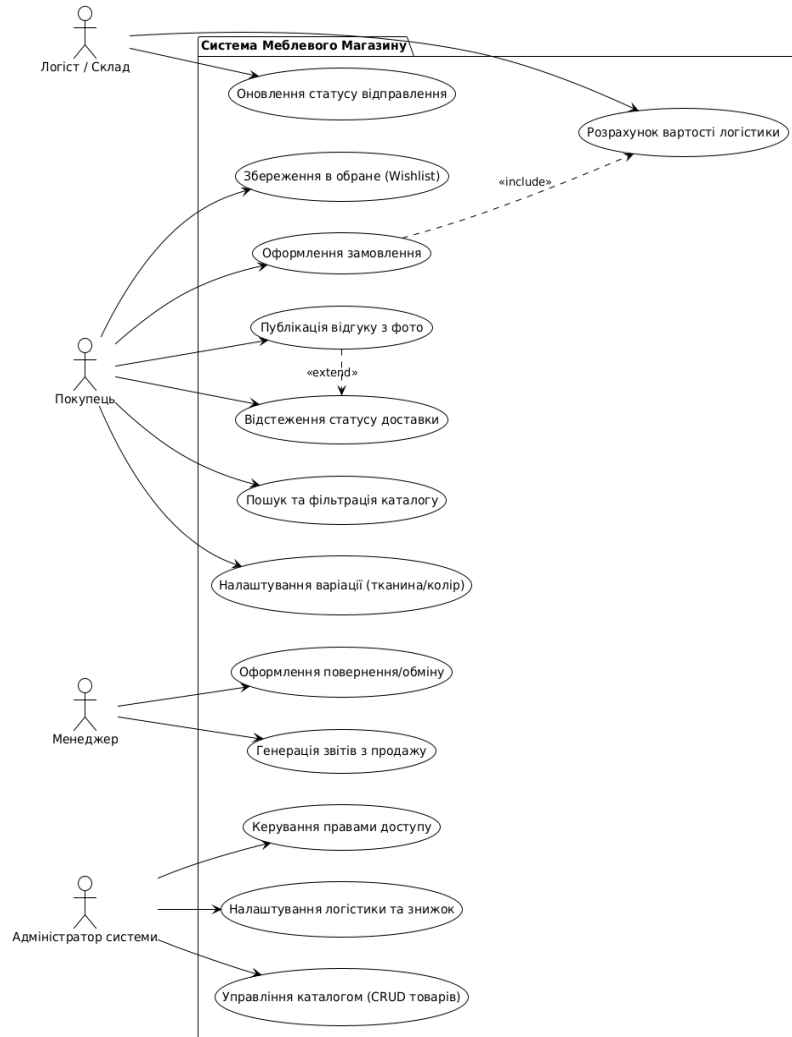 Система Меблевого Магазину
Логіст / Склад
Оновлення статусу відправлення
Розрахунок вартості логістики
Збереження в обране (Wishlist)
«include»
Оформлення замовлення
Публікація відгуку з фото
«extend»
Покупець
Відстеження статусу доставки
Пошук та фільтрація каталогу
Налаштування варіації (тканина/колір)
Оформлення повернення/обміну
Менеджер
Генерація звітів з продажу
Керування правами доступу
Налаштування логістики та знижок
Адміністратор системи
Управління каталогом (CRUD товарів)